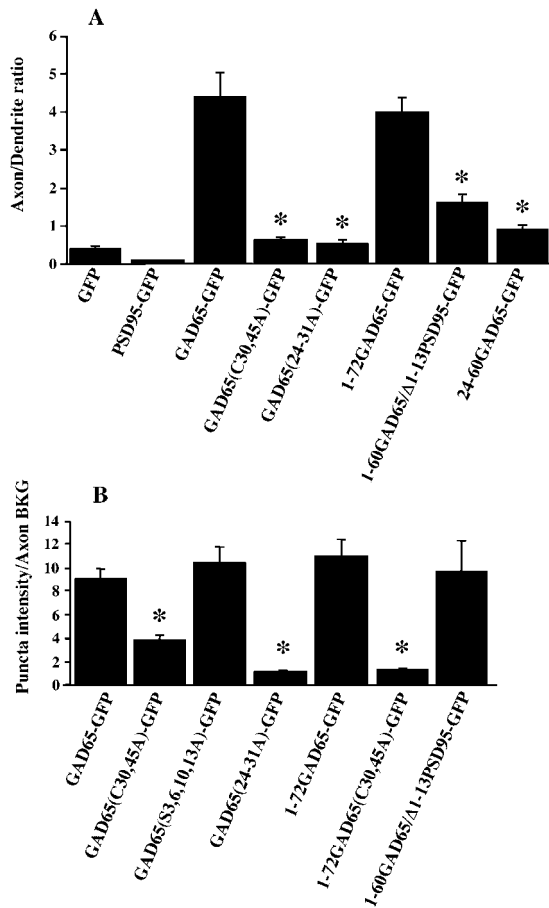 A
Axon/Dendrite ratio
6
5
4
3
2
1
0
*
*
*
*
GFP
PSD95-GFP
GAD65-GFP
GAD65(C30,45A)-GFP
GAD65(24-31A)-GFP
1-72GAD65-GFP
1-60GAD65/Δ1-13PSD95-GFP
24-60GAD65-GFP
B
Puncta intensity/Axon BKG
14
12
10
8
6
4
2
0
*
*
*
GAD65-GFP
GAD65(C30,45A)-GFP
GAD65(S3,6,10,13A)-GFP
GAD65(24-31A)-GFP
1-72GAD65-GFP
1-72GAD65(C30,45A)-GFP
1-60GAD65/Δ1-13PSD95-GFP